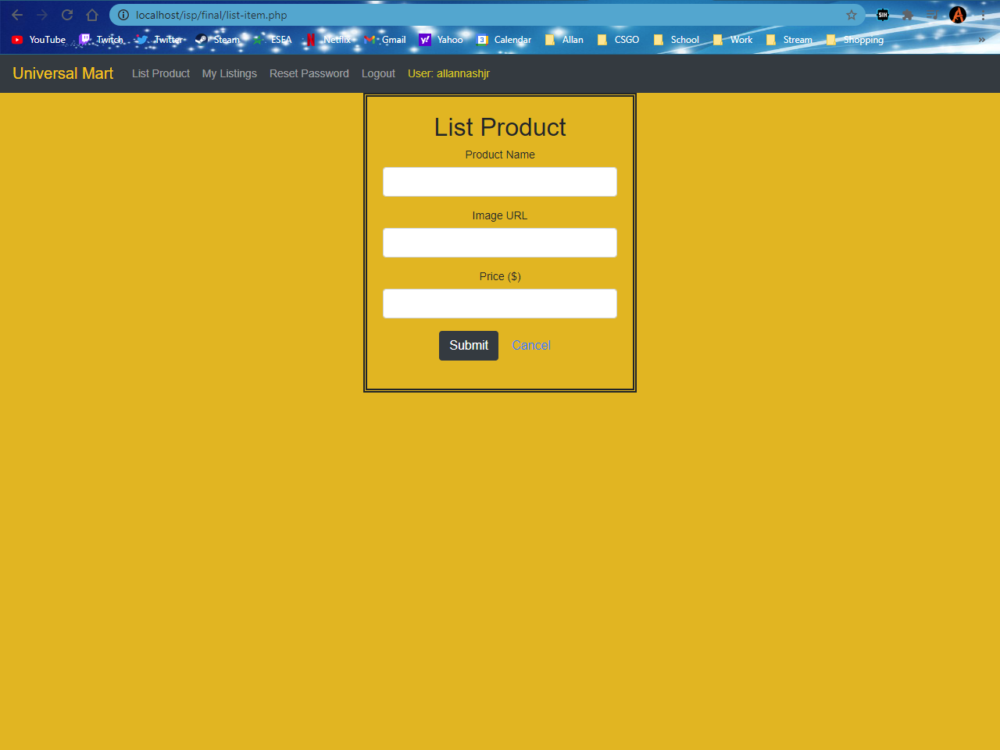 localhost/isp/final/list-item.php
SIH
YouTube Twitch Twitter Steam ESEA Netflix Gmail Yahoo 3 Calendar Allan CSGO School Work Stream Shopping »
Universal Mart List Product My Listings Reset Password Logout User: allannashjr
List Product
Product Name
Image URL
Price ($)
Submit Cancel